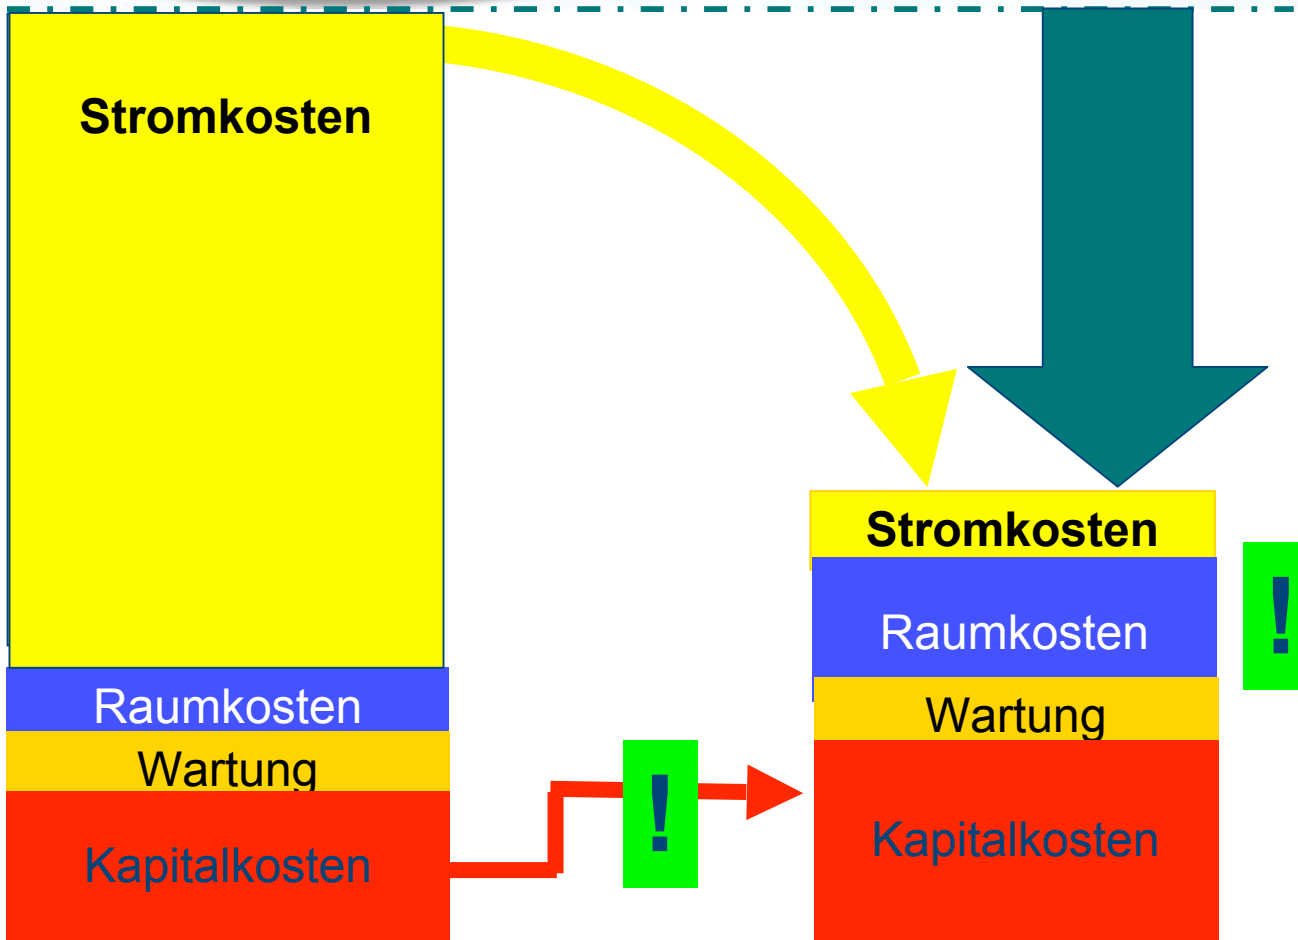 Stromkosten
Raumkosten
Wartung
Kapitalkosten
!
Stromkosten
Raumkosten
Wartung
Kapitalkosten
!